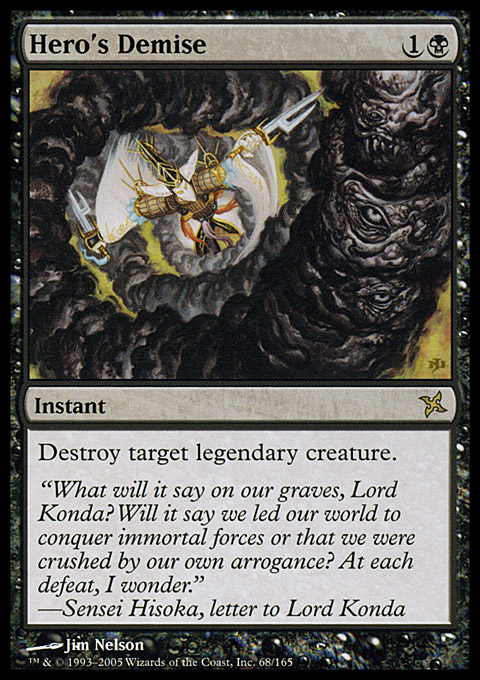 Hero's Demise 1
Instant
Destroy target legendary creature.
“What will it say on our graves, Lord
Konda? Will it say we led our world to
conquer immortal forces or that we were
crushed by our own arrogance? At each
defeat, I wonder.”
—Sensei Hisoka, letter to Lord Konda
Jim Nelson
™ & © 1993–2005 Wizards of the Coast, Inc. 68/165